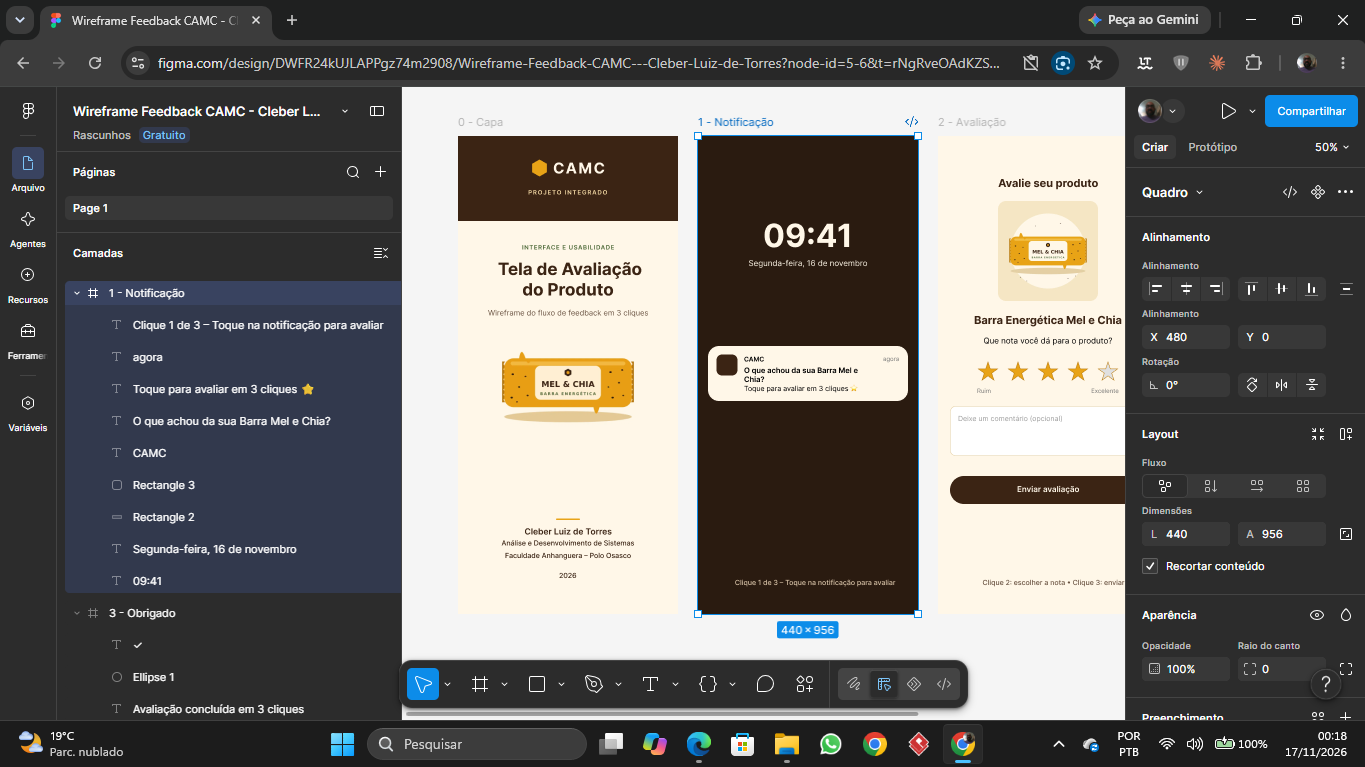 Wireframe Feedback CAMC - Cl
Peça ao Gemini
figma.com/design/DWFR24kUJLAPPgz74m2908/Wireframe-Feedback-CAMC---Cleber-Luiz-de-Torres?node-id=5-6&t=rNgRveOAdKZS...
Wireframe Feedback CAMC - Cleber L...
Rascunhos Gratuito
Arquivo
Agentes
Recursos
Ferramer
Variáveis
Páginas
Page 1
Camadas
1 - Notificação
Clique 1 de 3 – Toque na notificação para avaliar
agora
Toque para avaliar em 3 cliques ⭐
O que achou da sua Barra Mel e Chia?
CAMC
Rectangle 3
Rectangle 2
Segunda-feira, 16 de novembro
09:41
3 - Obrigado
✓
Ellipse 1
Avaliação concluída em 3 cliques
0 - Capa
CAMC
PROJETO INTEGRADO
INTERFACE E USABILIDADE
Tela de Avaliação
do Produto
Wireframe do fluxo de feedback em 3 cliques
MEL & CHIA
BARRA ENERGÉTICA
Cleber Luiz de Torres
Análise e Desenvolvimento de Sistemas
Faculdade Anhanguera – Polo Osasco
2026
1 - Notificação
09:41
Segunda-feira, 16 de novembro
CAMC
agora
O que achou da sua Barra Mel e
Chia?
Toque para avaliar em 3 cliques ⭐
Clique 1 de 3 – Toque na notificação para avaliar
440 × 956
2 - Avaliação
Avalie seu produto
MEL & CHIA
BARRA ENERGÉTICA
Barra Energética Mel e Chia
Que nota você dá para o produto?
Ruim
Excelente
Deixe um comentário (opcional)
Enviar avaliação
Clique 2: escolher a nota • Clique 3: enviar
Compartilhar
Criar Protótipo 50%
Quadro
Alinhamento
Alinhamento
Alinhamento
X 480 Y 0
Rotação
0°
Layout
Fluxo
Dimensões
L 440 A 956
Recortar conteúdo
Aparência
Opacidade Raio do canto
100% 0
?
Preenchimento
19°C
Parc. nublado
Pesquisar
POR
PTB
100%
00:18
17/11/2026